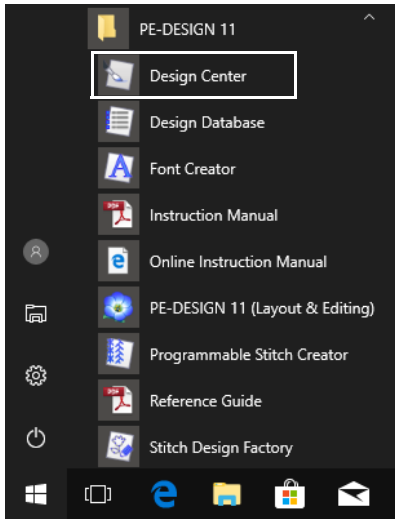 PE-DESIGN 11
Design Center
Design Database
Font Creator
Instruction Manual
Online Instruction Manual
PE-DESIGN 11 (Layout & Editing)
Programmable Stitch Creator
Reference Guide
Stitch Design Factory